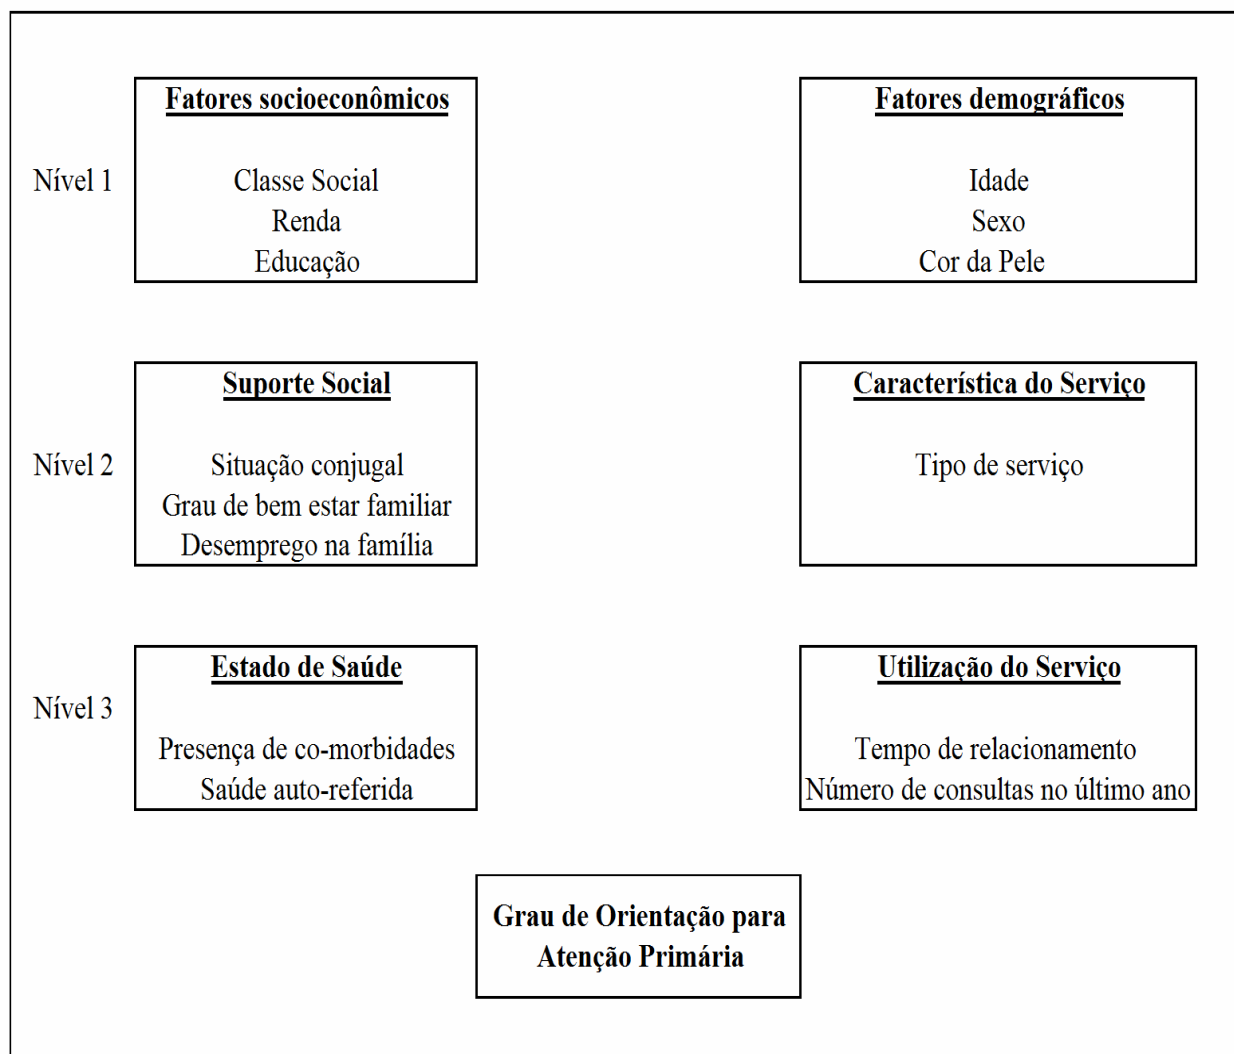 Fatores socioeconômicos
Fatores demográficos
Nível 1
Classe Social
Renda
Educação
Idade
Sexo
Cor da Pele
Suporte Social
Característica do Serviço
Nível 2
Situação conjugal
Grau de bem estar familiar
Desemprego na família
Tipo de serviço
Estado de Saúde
Utilização do Serviço
Nível 3
Presença de co-morbidades
Saúde auto-referida
Tempo de relacionamento
Número de consultas no último ano
Grau de Orientação para
Atenção Primária